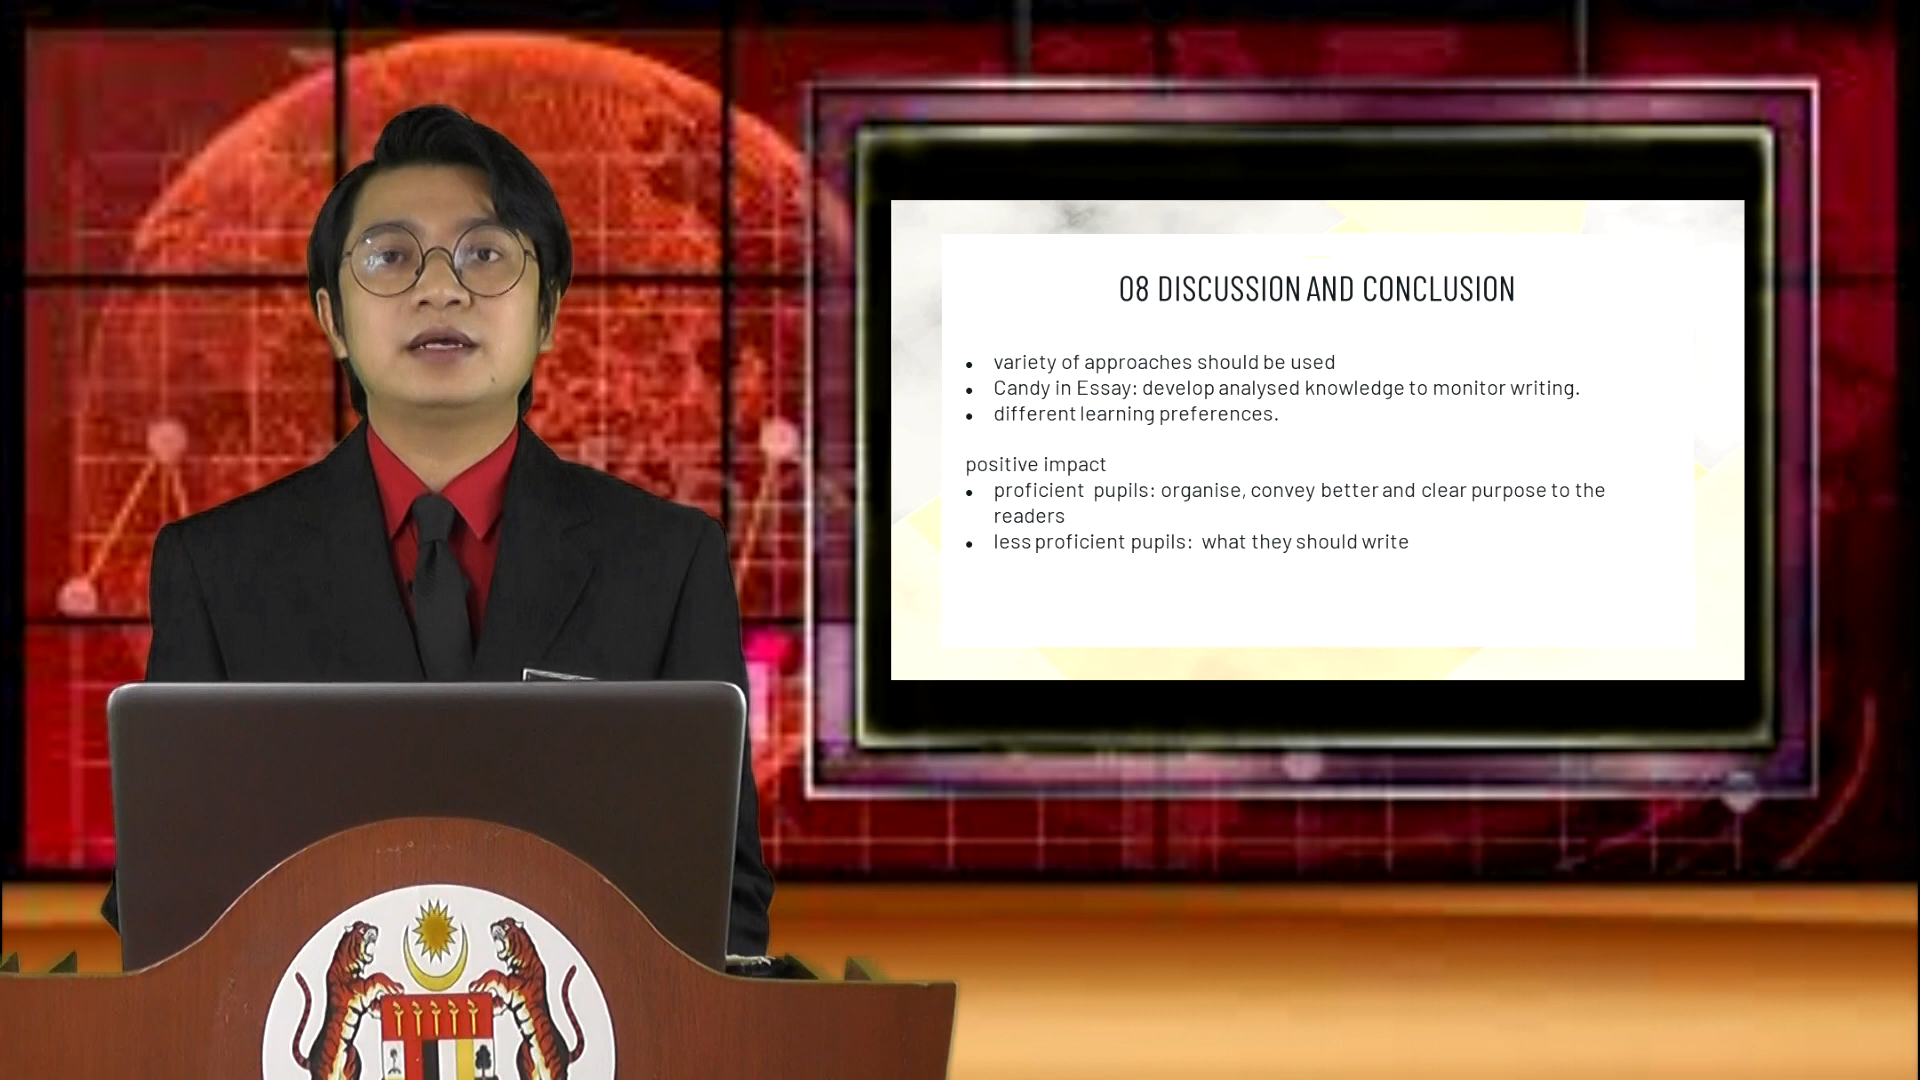 08 DISCUSSION AND CONCLUSION
• variety of approaches should be used
• Candy in Essay: develop analysed knowledge to monitor writing.
• different learning preferences.
positive impact
• proficient pupils: organise, convey better and clear purpose to the
readers
• less proficient pupils: what they should write